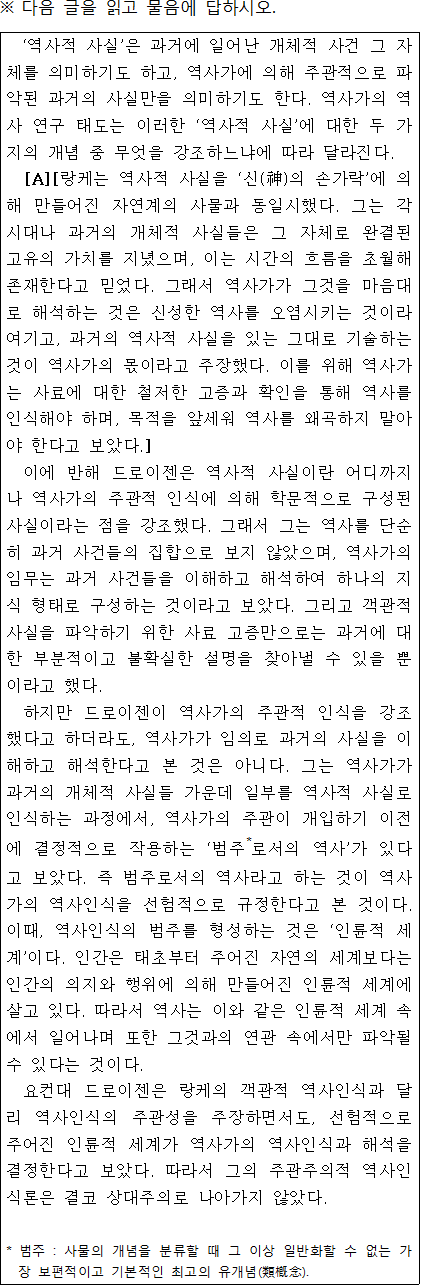 ※ 다음 글을 읽고 물음에 답하시오.
‘역사적 사실’은 과거에 일어난 개체적 사건 그 자
체를 의미하기도 하고, 역사가에 의해 주관적으로 파
악된 과거의 사실만을 의미하기도 한다. 역사가의 역
사 연구 태도는 이러한 ‘역사적 사실’에 대한 두 가
지의 개념 중 무엇을 강조하느냐에 따라 달라진다.
[A][랑케는 역사적 사실을 ‘신(神)의 손가락’에 의
해 만들어진 자연계의 사물과 동일시했다. 그는 각
시대나 과거의 개체적 사실들은 그 자체로 완결된
고유의 가치를 지녔으며, 이는 시간의 흐름을 초월해
존재한다고 믿었다. 그래서 역사가가 그것을 마음대
로 해석하는 것은 신성한 역사를 오염시키는 것이라
여기고, 과거의 역사적 사실을 있는 그대로 기술하는
것이 역사가의 몫이라고 주장했다. 이를 위해 역사가
는 사료에 대한 철저한 고증과 확인을 통해 역사를
인식해야 하며, 목적을 앞세워 역사를 왜곡하지 말아
야 한다고 보았다.]
이에 반해 드로이젠은 역사적 사실이란 어디까지
나 역사가의 주관적 인식에 의해 학문적으로 구성된
사실이라는 점을 강조했다. 그래서 그는 역사를 단순
히 과거 사건들의 집합으로 보지 않았으며, 역사가의
임무는 과거 사건들을 이해하고 해석하여 하나의 지
식 형태로 구성하는 것이라고 보았다. 그리고 객관적
사실을 파악하기 위한 사료 고증만으로는 과거에 대
한 부분적이고 불확실한 설명을 찾아낼 수 있을 뿐
이라고 했다.
하지만 드로이젠이 역사가의 주관적 인식을 강조
했다고 하더라도, 역사가가 임의로 과거의 사실을 이
해하고 해석한다고 본 것은 아니다. 그는 역사가가
과거의 개체적 사실들 가운데 일부를 역사적 사실로
인식하는 과정에서, 역사가의 주관이 개입하기 이전
에 결정적으로 작용하는 ‘범주*로서의 역사’가 있다
고 보았다. 즉 범주로서의 역사라고 하는 것이 역사
가의 역사인식을 선험적으로 규정한다고 본 것이다.
이때, 역사인식의 범주를 형성하는 것은 ‘인륜적 세
계’이다. 인간은 태초부터 주어진 자연의 세계보다는
인간의 의지와 행위에 의해 만들어진 인륜적 세계에
살고 있다. 따라서 역사는 이와 같은 인륜적 세계 속
에서 일어나며 또한 그것과의 연관 속에서만 파악될
수 있다는 것이다.
요컨대 드로이젠은 랑케의 객관적 역사인식과 달
리 역사인식의 주관성을 주장하면서도, 선험적으로
주어진 인륜적 세계가 역사가의 역사인식과 해석을
결정한다고 보았다. 따라서 그의 주관주의적 역사인
식론은 결코 상대주의로 나아가지 않았다.
* 범주 : 사물의 개념을 분류할 때 그 이상 일반화할 수 없는 가
장 보편적이고 기본적인 최고의 유개념(類槪念).